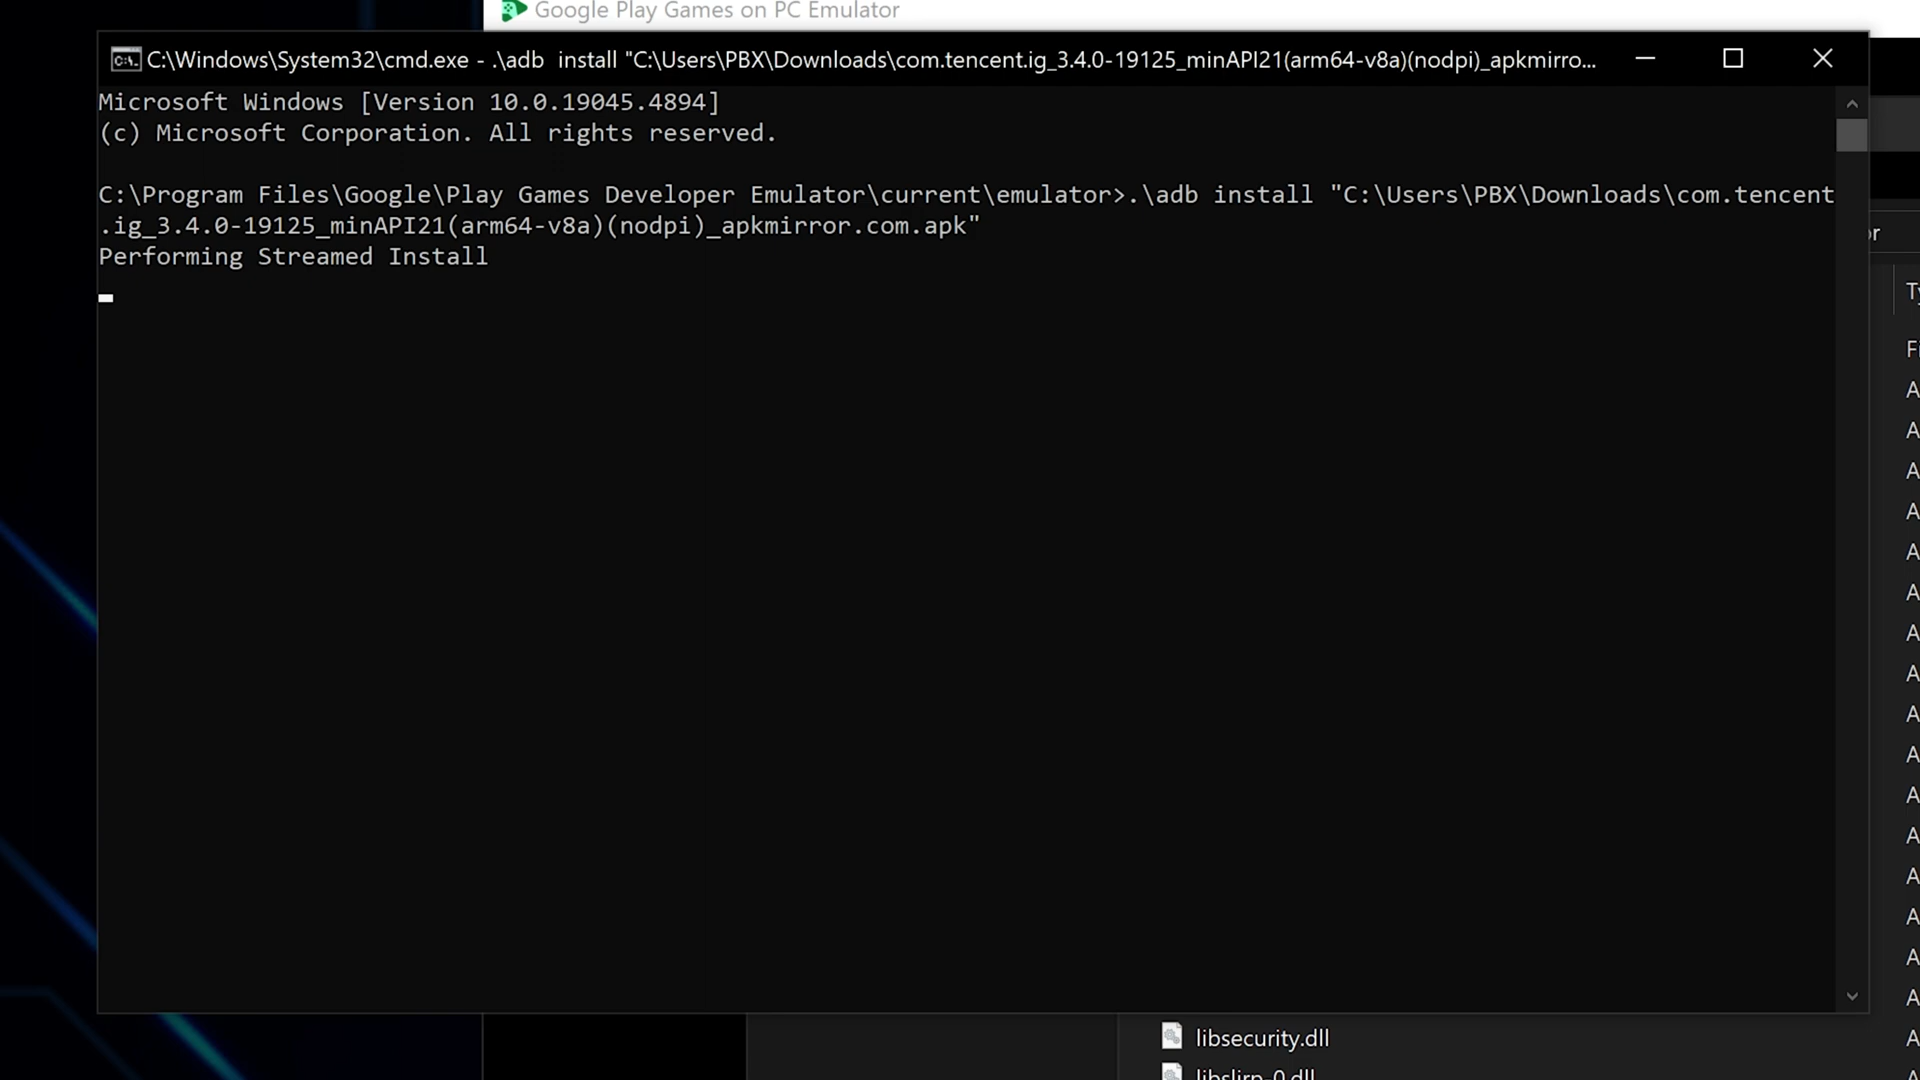 Google Play Games on PC Emulator
C:\Windows\System32\cmd.exe - .\adb  install "C:\Users\PBX\Downloads\com.tencent.ig_3.4.0-19125_minAPI21(arm64-v8a)(nodpi)_apkmirro...
Microsoft Windows [Version 10.0.19045.4894]
(c) Microsoft Corporation. All rights reserved.
C:\Program Files\Google\Play Games Developer Emulator\current\emulator>.\adb install "C:\Users\PBX\Downloads\com.tencent
.ig_3.4.0-19125_minAPI21(arm64-v8a)(nodpi)_apkmirror.com.apk"
Performing Streamed Install
libsecurity.dll
libslirp-0.dll